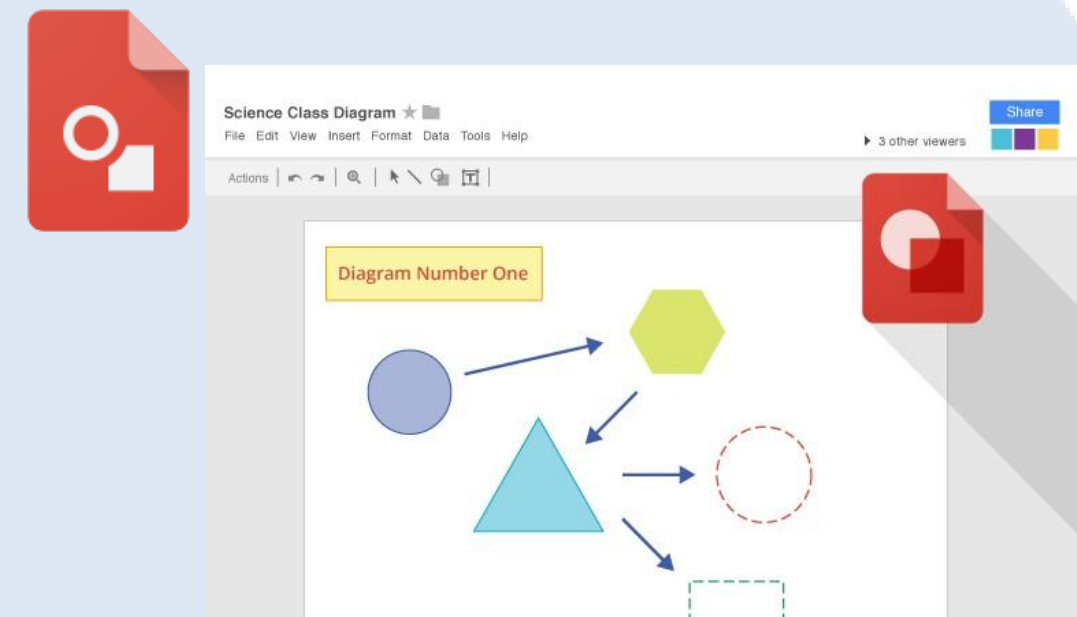 Science Class Diagram
File Edit View Insert Format Data Tools Help
3 other viewers
Share
Actions
T
Diagram Number One